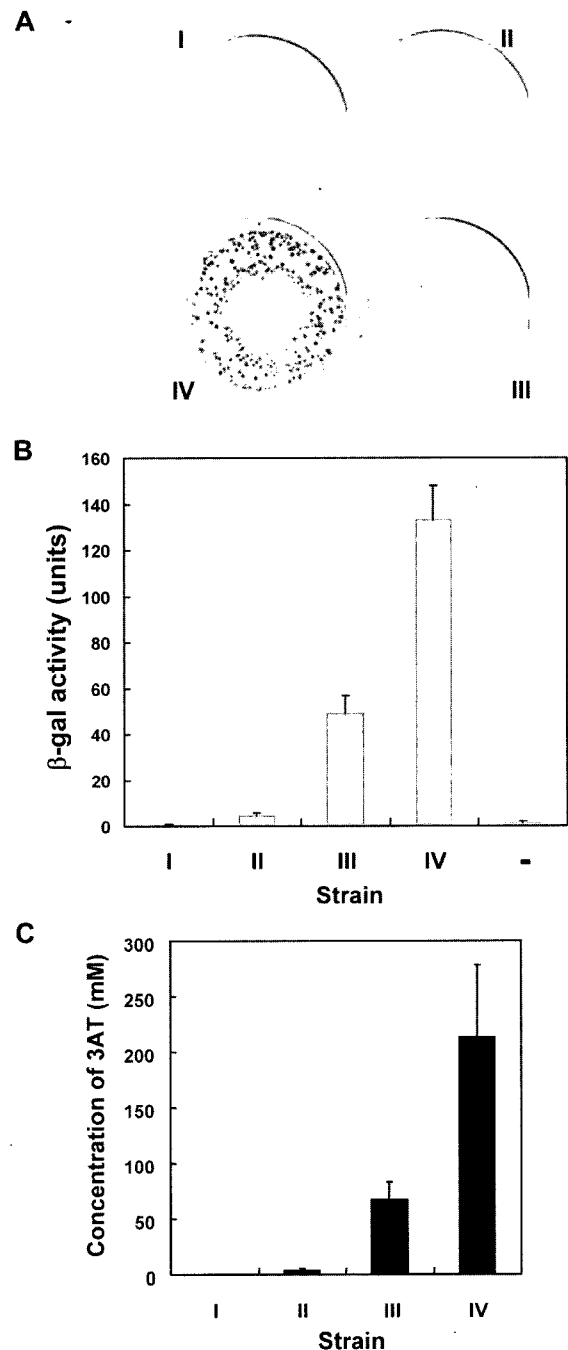 A
I
II
IV
III
B
β-gal activity (units)
160
140
120
100
80
60
40
20
0
I II III IV -
Strain
C
Concentration of 3AT (mM)
300
250
200
150
100
50
0
I II III IV
Strain